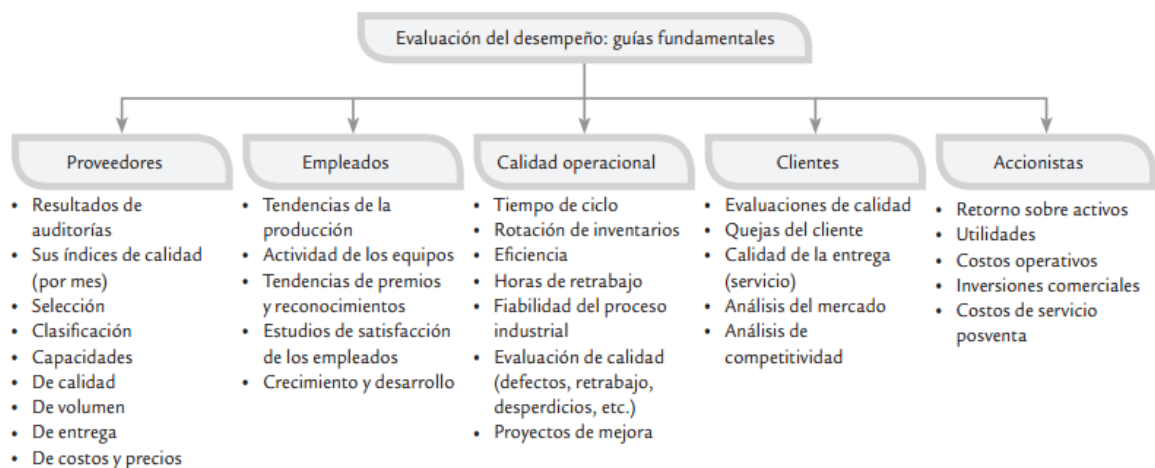 Evaluación del desempeño: guías fundamentales
Proveedores
• Resultados de
auditorías
• Sus índices de calidad
(por mes)
• Selección
• Clasificación
• Capacidades
• De calidad
• De volumen
• De entrega
• De costos y precios
Empleados
• Tendencias de la
producción
• Actividad de los equipos
• Tendencias de premios
y reconocimientos
• Estudios de satisfacción
de los empleados
• Crecimiento y desarrollo
Calidad operacional
• Tiempo de ciclo
• Rotación de inventarios
• Eficiencia
• Horas de retrabajo
• Fiabilidad del proceso
industrial
• Evaluación de calidad
(defectos, retrabajo,
desperdicios, etc.)
• Proyectos de mejora
Clientes
• Evaluaciones de calidad
• Quejas del cliente
• Calidad de la entrega
(servicio)
• Análisis del mercado
• Análisis de
competitividad
Accionistas
• Retorno sobre activos
• Utilidades
• Costos operativos
• Inversiones comerciales
• Costos de servicio
posventa